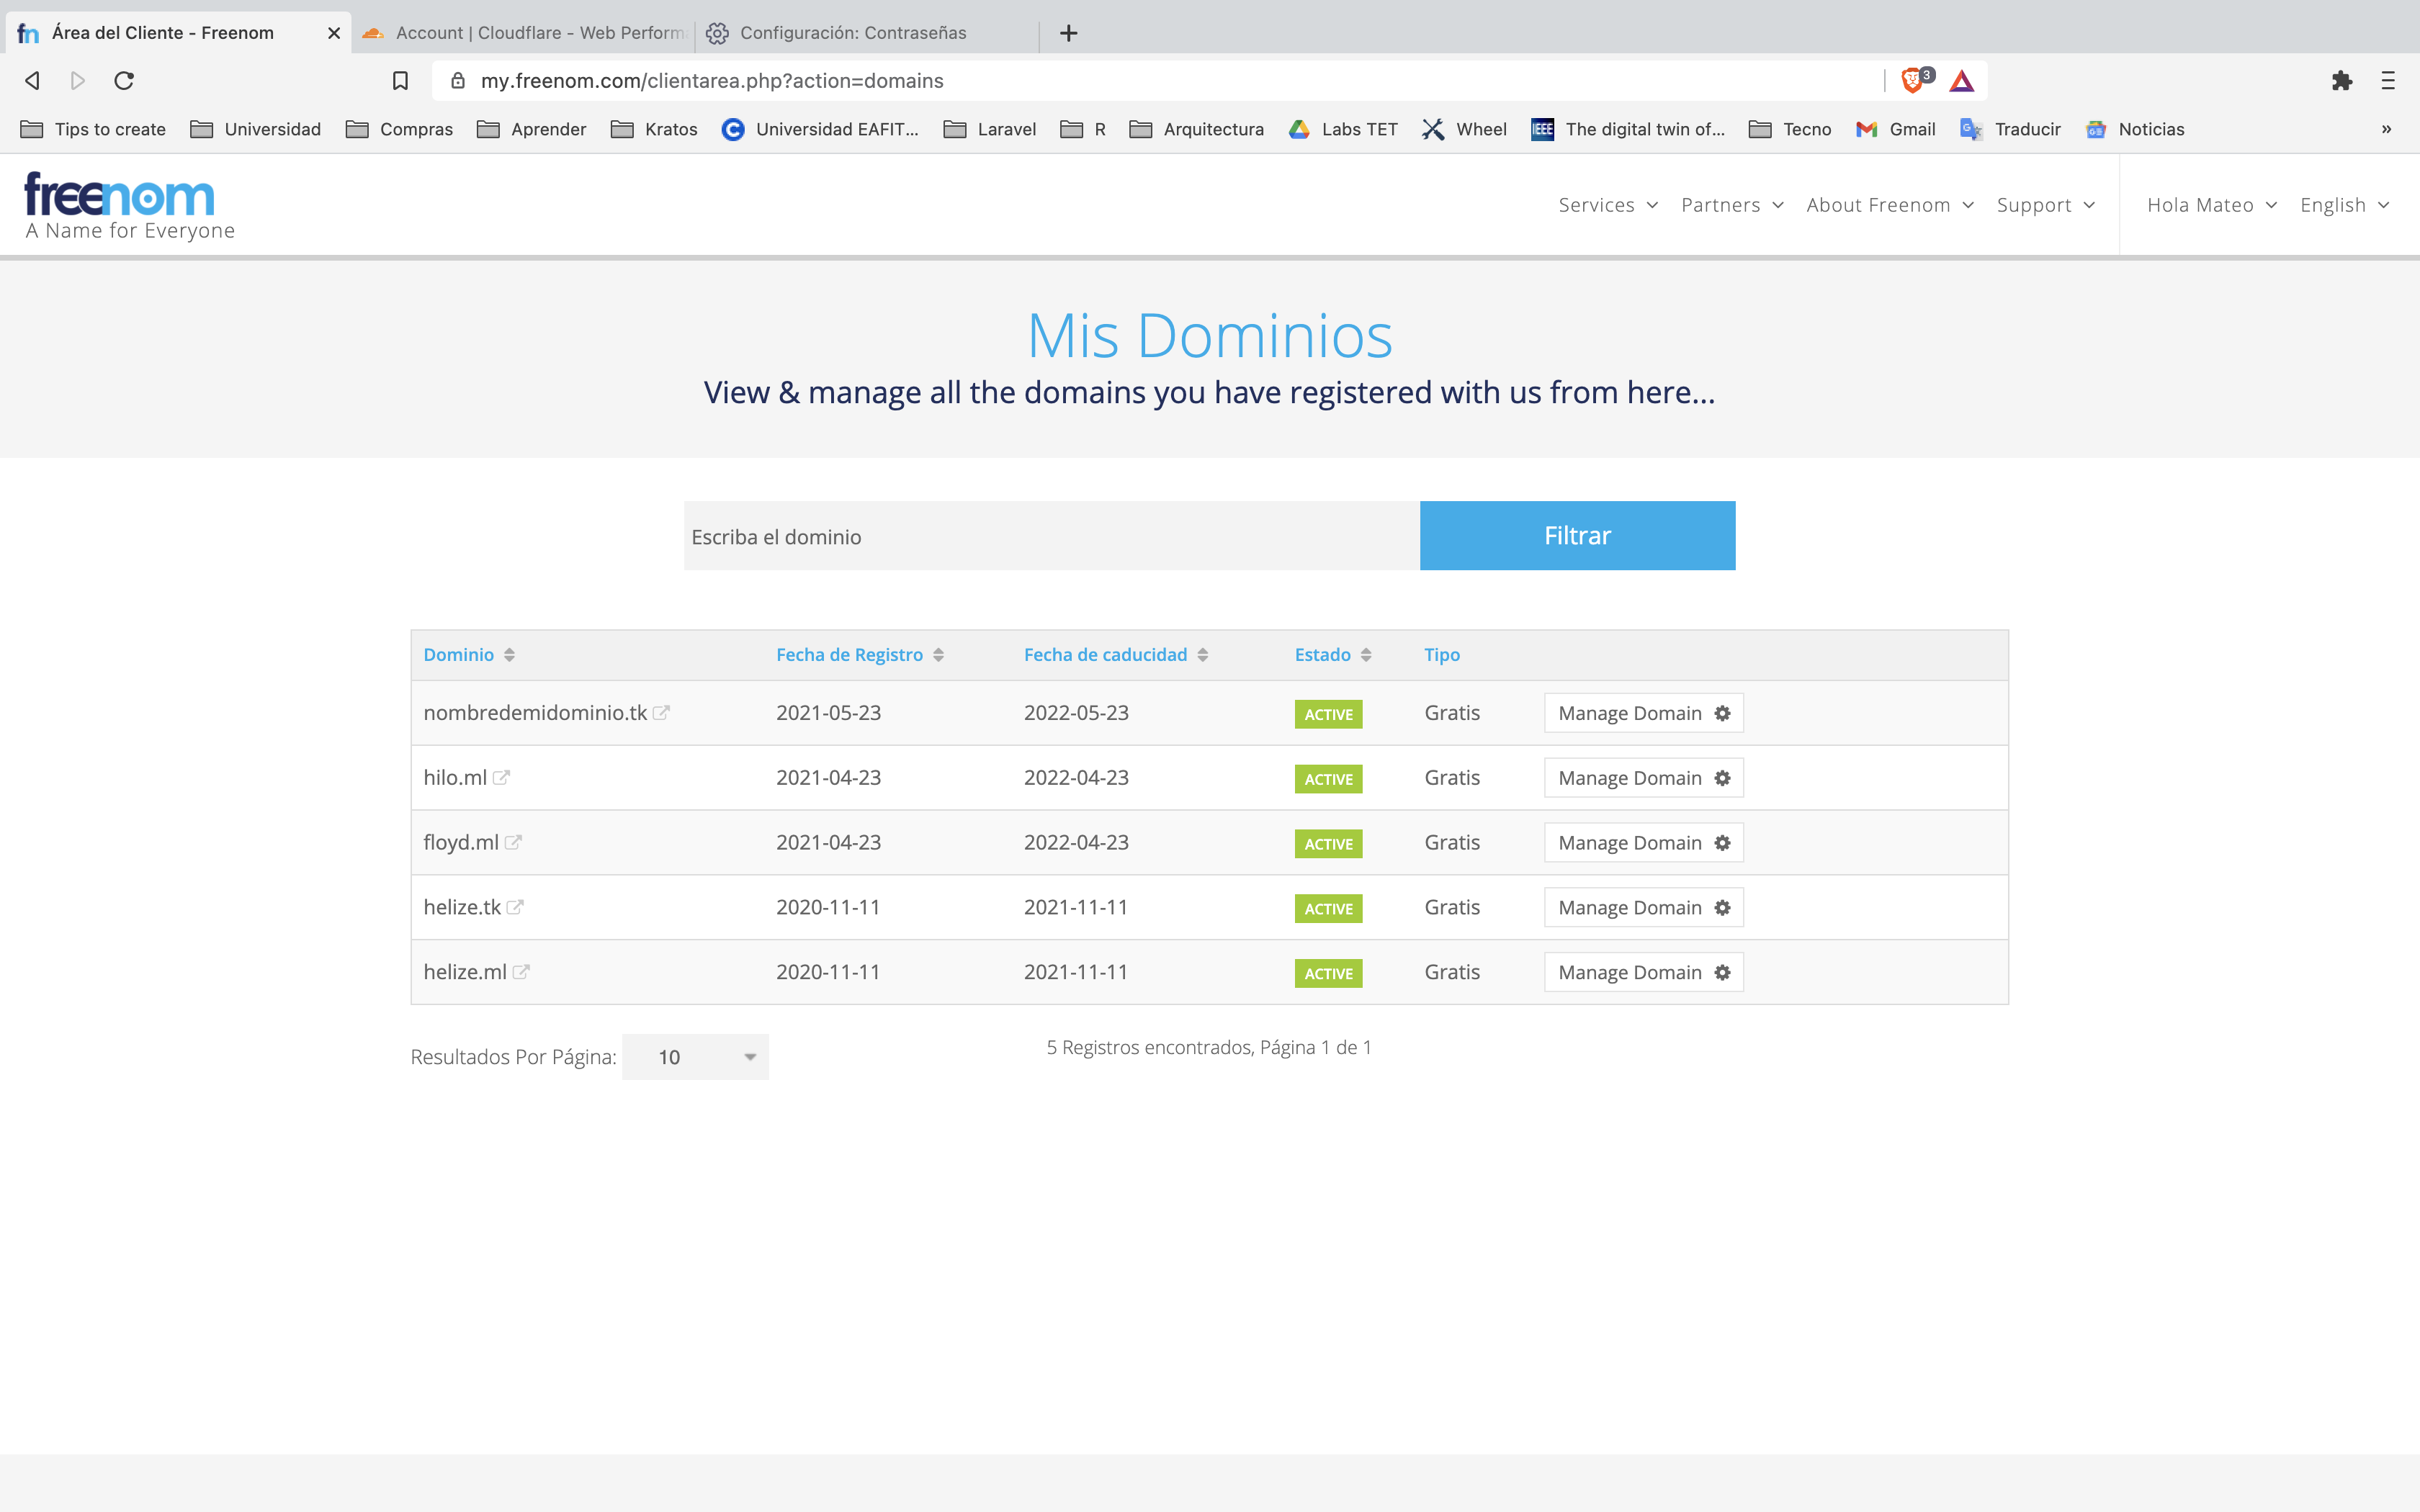 Área del Cliente - Freenom
Account | Cloudflare - Web Perform
Configuración: Contraseñas
my.freenom.com/clientarea.php?action=domains
3
Tips to create Universidad Compras Aprender Kratos Universidad EAFIT... Laravel R Arquitectura Labs TET Wheel The digital twin of... Tecno Gmail Traducir Noticias »
freenom
A Name for Everyone
Services Partners About Freenom Support Hola Mateo English
Mis Dominios
View & manage all the domains you have registered with us from here...
Escriba el dominio Filtrar
Dominio Fecha de Registro Fecha de caducidad Estado Tipo
nombredemidominio.tk 2021-05-23 2022-05-23 ACTIVE Gratis Manage Domain
hilo.ml 2021-04-23 2022-04-23 ACTIVE Gratis Manage Domain
floyd.ml 2021-04-23 2022-04-23 ACTIVE Gratis Manage Domain
helize.tk 2020-11-11 2021-11-11 ACTIVE Gratis Manage Domain
helize.ml 2020-11-11 2021-11-11 ACTIVE Gratis Manage Domain
Resultados Por Página: 10 5 Registros encontrados, Página 1 de 1